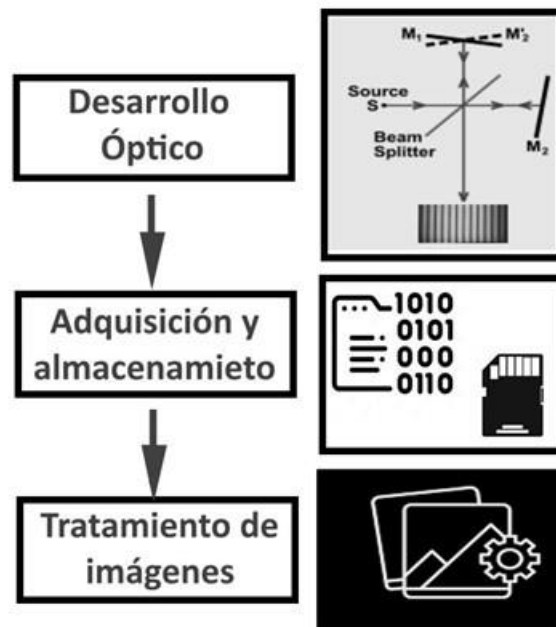 Desarrollo
Óptico
M₁ M'₂
Source
S
Beam
Splitter
M₂
Adquisición y
almacenamieto
1010
0101
000
0110
Tratamiento de
imágenes